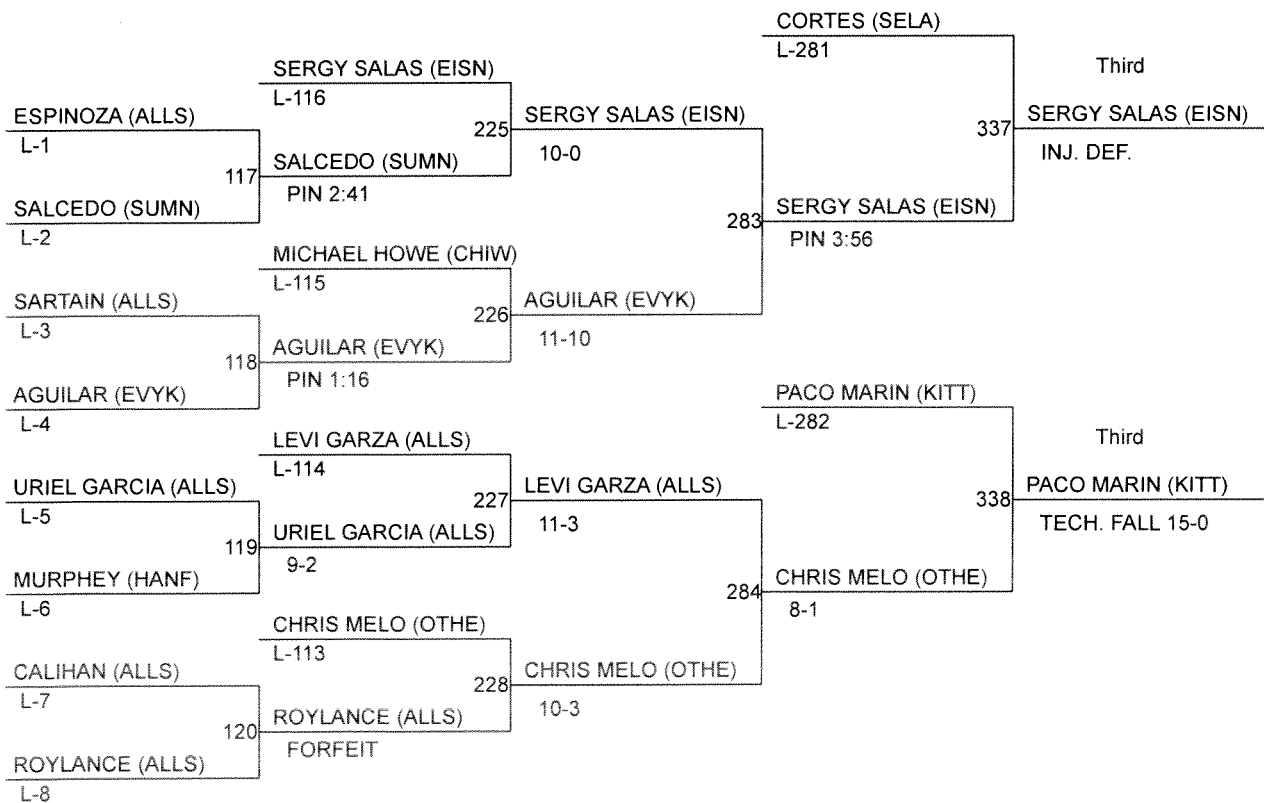 CORTES (SELA)
L-281
SERGY SALAS (EISN)
L-116
Third
ESPINOZA (ALLS)
L-1
225
SERGY SALAS (EISN)
10-0
337
SERGY SALAS (EISN)
INJ. DEF.
117
SALCEDO (SUMN)
PIN 2:41
SALCEDO (SUMN)
L-2
283
SERGY SALAS (EISN)
PIN 3:56
MICHAEL HOWE (CHIW)
L-115
SARTAIN (ALLS)
L-3
226
AGUILAR (EVYK)
11-10
118
AGUILAR (EVYK)
PIN 1:16
AGUILAR (EVYK)
L-4
PACO MARIN (KITT)
L-282
LEVI GARZA (ALLS)
L-114
Third
URIEL GARCIA (ALLS)
L-5
227
LEVI GARZA (ALLS)
11-3
338
PACO MARIN (KITT)
TECH. FALL 15-0
119
URIEL GARCIA (ALLS)
9-2
MURPHEY (HANF)
L-6
284
CHRIS MELO (OTHE)
8-1
CHRIS MELO (OTHE)
L-113
CALIHAN (ALLS)
L-7
228
CHRIS MELO (OTHE)
10-3
120
ROYLANCE (ALLS)
FORFEIT
ROYLANCE (ALLS)
L-8